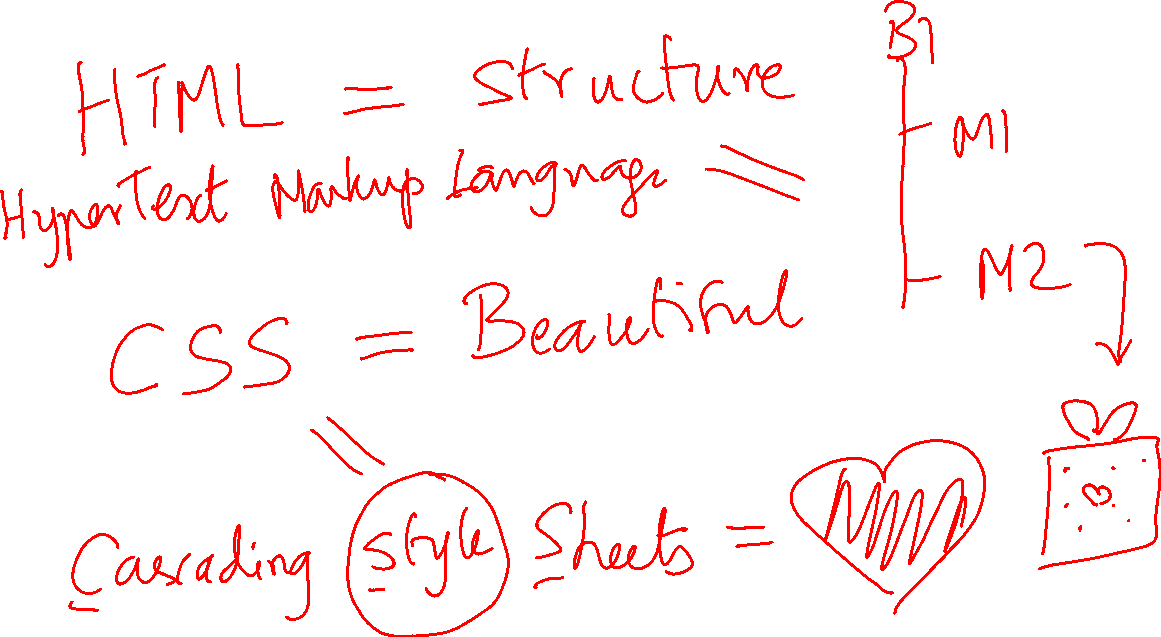 HTML = Structure
HyperText Markup Language
B1
M1
M2
CSS = Beautiful
Cascading Style Sheets =